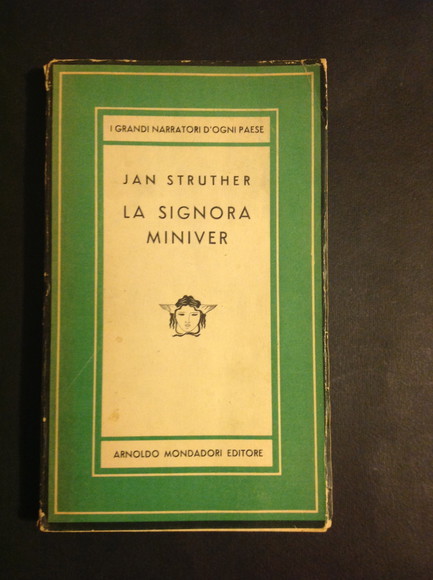 I GRANDI NARRATORI D'OGNI PAESE
JAN STRUTHER
LA SIGNORA
MINIVER
ARNOLDO MONDADORI EDITORE